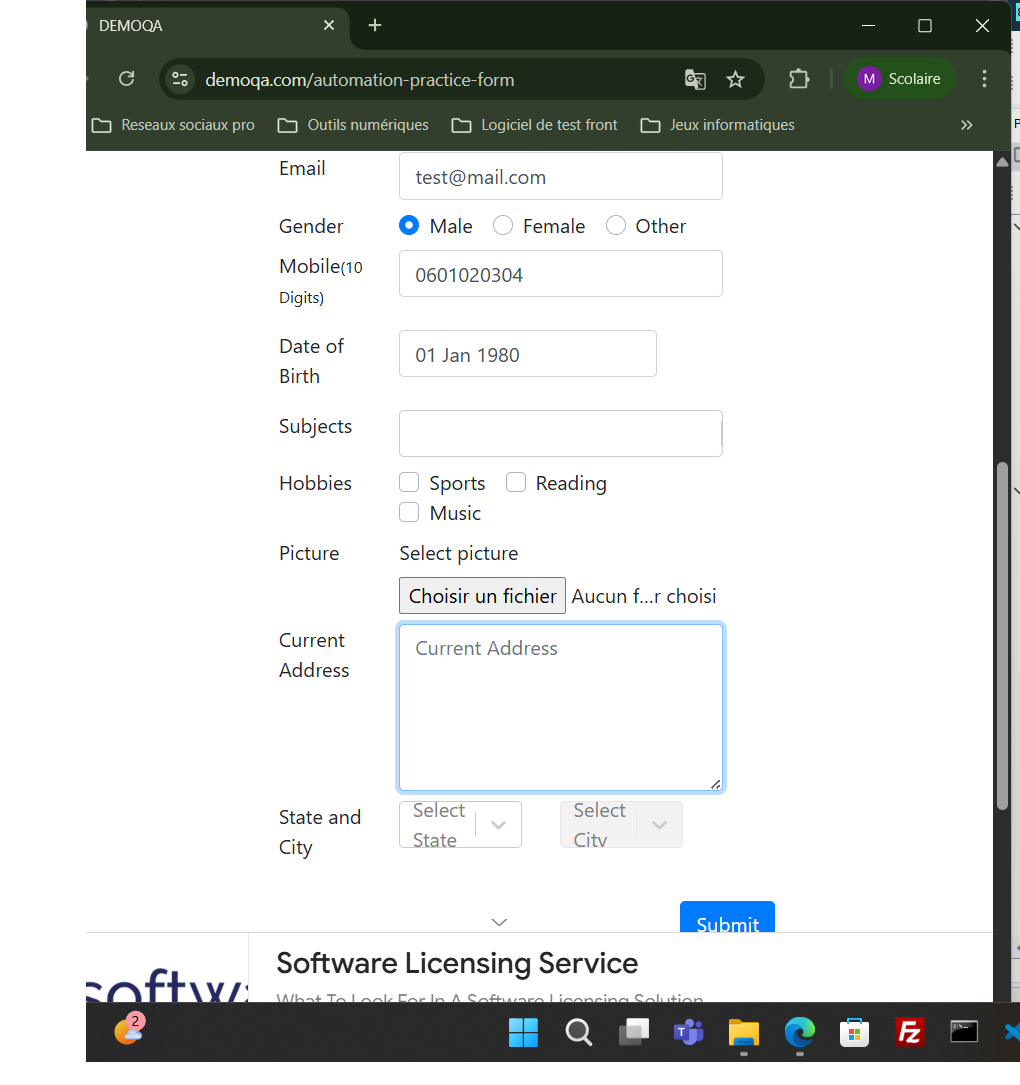 DEMOQA
demoqa.com/automation-practice-form
M Scolaire
Reseaux sociaux pro Outils numériques Logiciel de test front Jeux informatiques »
Email test@mail.com
Gender Male Female Other
Mobile(10 Digits) 0601020304
Date of Birth 01 Jan 1980
Subjects
Hobbies Sports Reading
Music
Picture Select picture
Choisir un fichier Aucun f...r choisi
Current Address Current Address
State and City Select State Select City
Submit
Software Licensing Service
What To Look For In A Software Licensing Solution
softwa
2